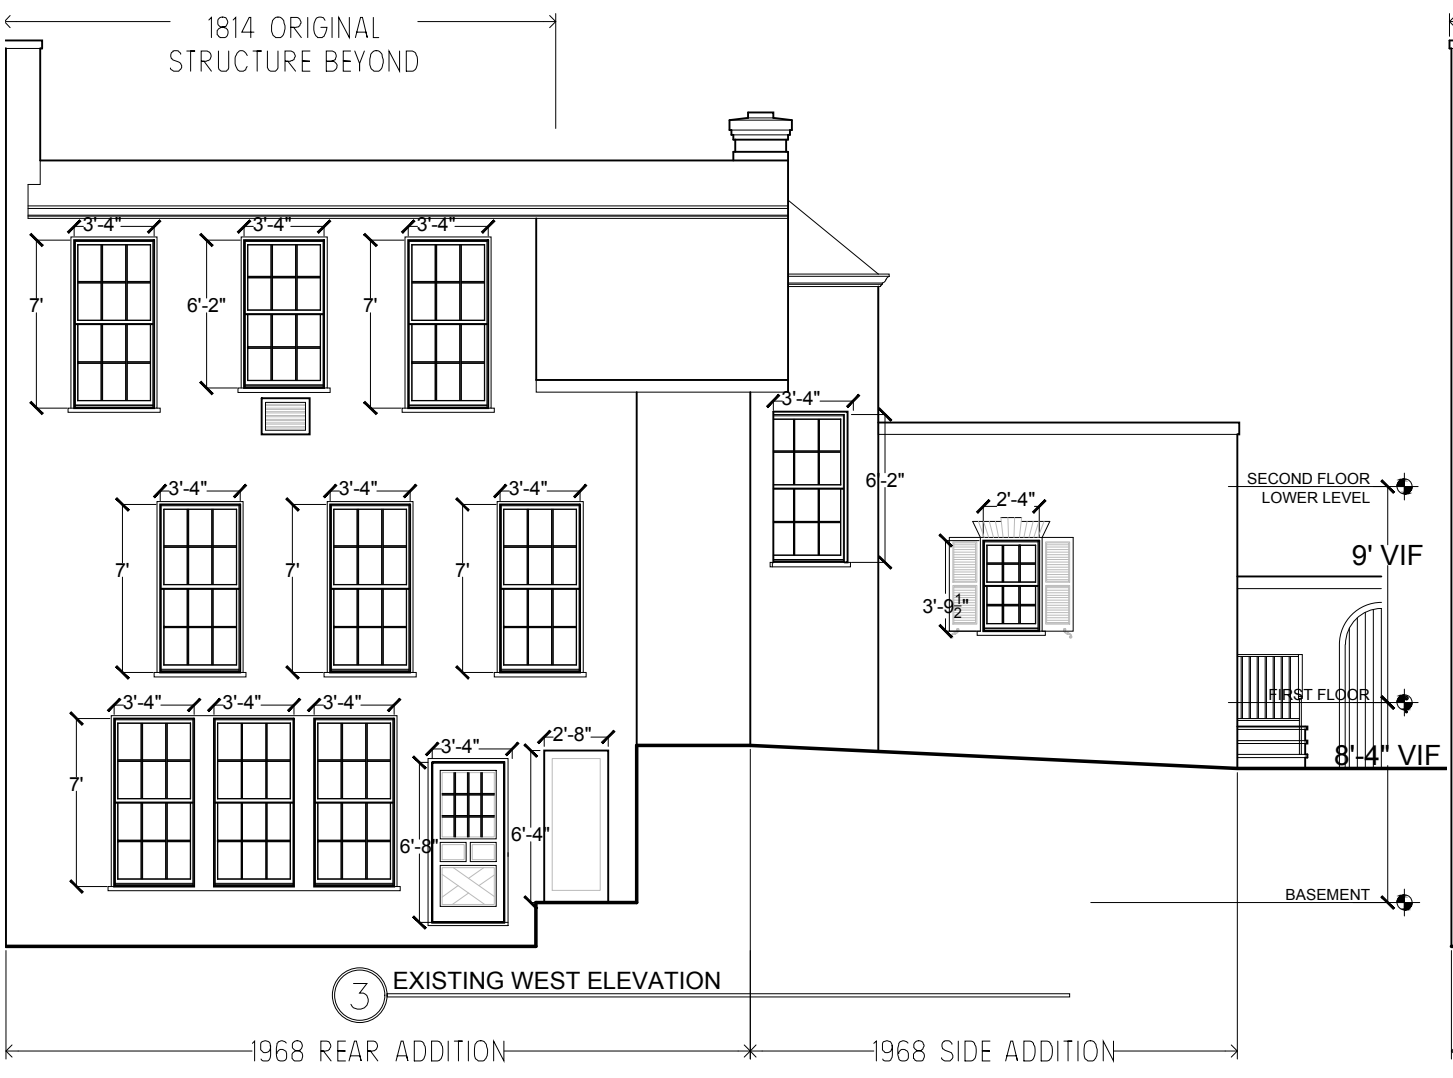 1814 ORIGINAL
STRUCTURE BEYOND
3'-4"
3'-4"
3'-4"
7'
6'-2"
7'
3'-4"
6'-2"
SECOND FLOOR
LOWER LEVEL
3'-4"
3'-4"
3'-4"
2'-4"
9' VIF
7'
7'
7'
3'-9 1/2"
3'-4"
3'-4"
3'-4"
FIRST FLOOR
3'-4"
2'-8"
8'-4" VIF
7'
6'-8"
6'-4"
BASEMENT
3
EXISTING WEST ELEVATION
1968 REAR ADDITION
1968 SIDE ADDITION